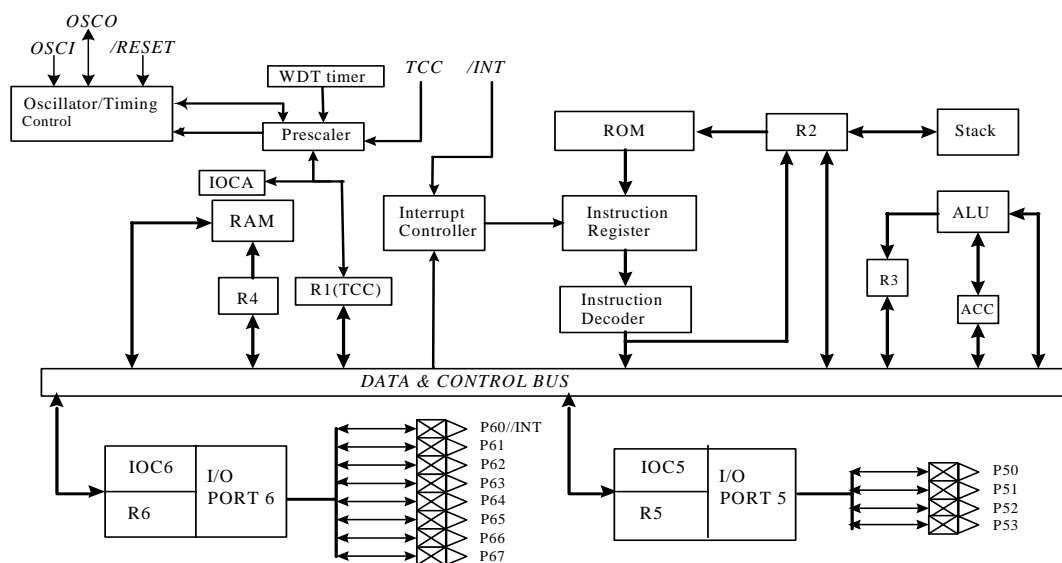 OSCO
OSCI
/RESET
TCC
/INT
WDT timer
Oscillator/Timing
Control
Prescaler
ROM
R2
Stack
IOCA
RAM
Interrupt
Controller
Instruction
Register
ALU
R4
R1(TCC)
Instruction
Decoder
R3
ACC
DATA & CONTROL BUS
IOC6
R6
I/O
PORT 6
P60//INT
P61
P62
P63
P64
P65
P66
P67
IOC5
R5
I/O
PORT 5
P50
P51
P52
P53